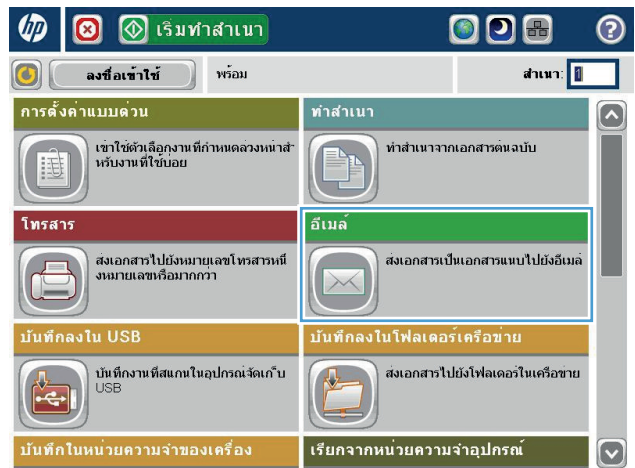 hp เริ่มทำสำเนา ?
ลงชื่อเข้าใช้ พร้อม สำเนา: 1
การตั้งค่าแบบด่วน
เข้าใช้ตัวเลือกงานที่กำหนดล่วงหน้าสำ
หรับงานที่ใช้บ่อย
ทำสำเนา
ทำสำเนาจากเอกสารต้นฉบับ
โทรสาร
ส่งเอกสารไปยังหมายเลขโทรสารหนึ่
งหมายเลขหรือมากกว่า
อีเมล์
ส่งเอกสารเป็นเอกสารแนบไปยังอีเมล์
บันทึกลงใน USB
บันทึกงานที่สแกนในอุปกรณ์จัดเก็บ
USB
บันทึกลงในโฟลเดอร์เครือข่าย
ส่งเอกสารไปยังโฟลเดอร์ในเครือข่าย
บันทึกในหน่วยความจำของเครื่อง
เรียกจากหน่วยความจำอุปกรณ์